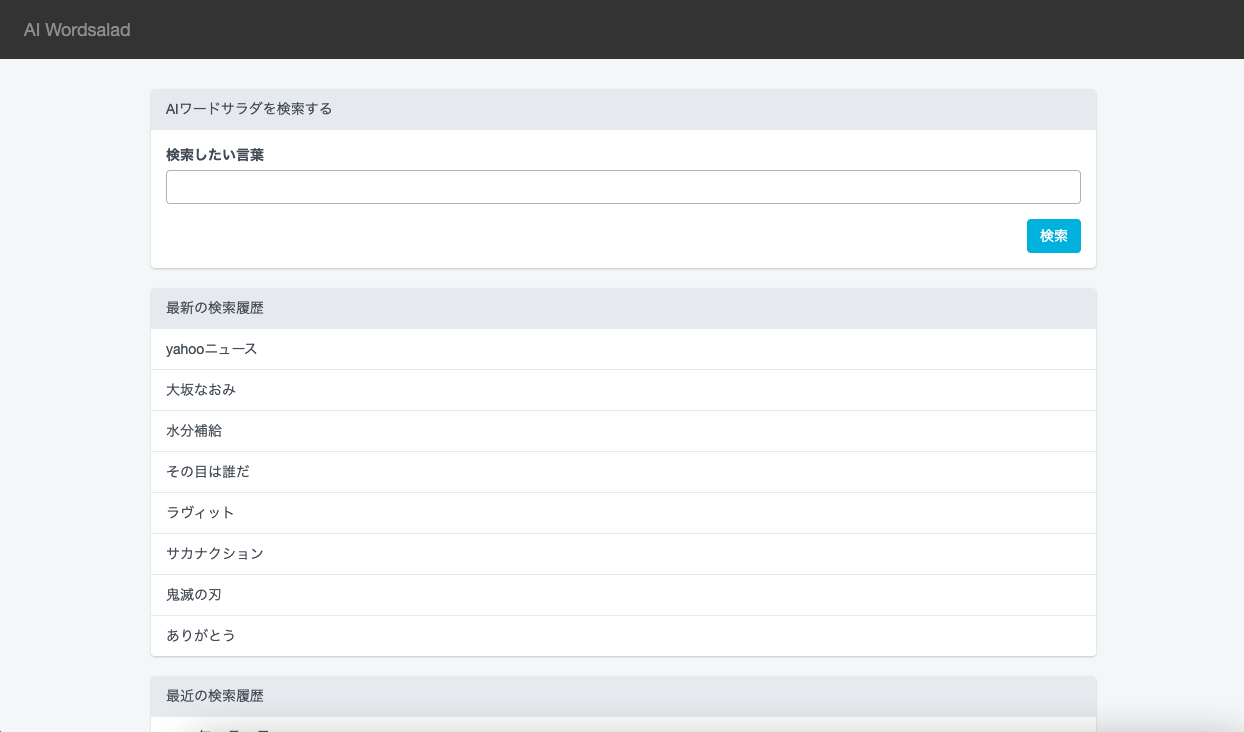 AI Wordsalad
AIワードサラダを検索する
検索したい言葉
検索
最新の検索履歴
yahooニュース
大坂なおみ
水分補給
その目は誰だ
ラヴィット
サカナクション
鬼滅の刃
ありがとう
最近の検索履歴